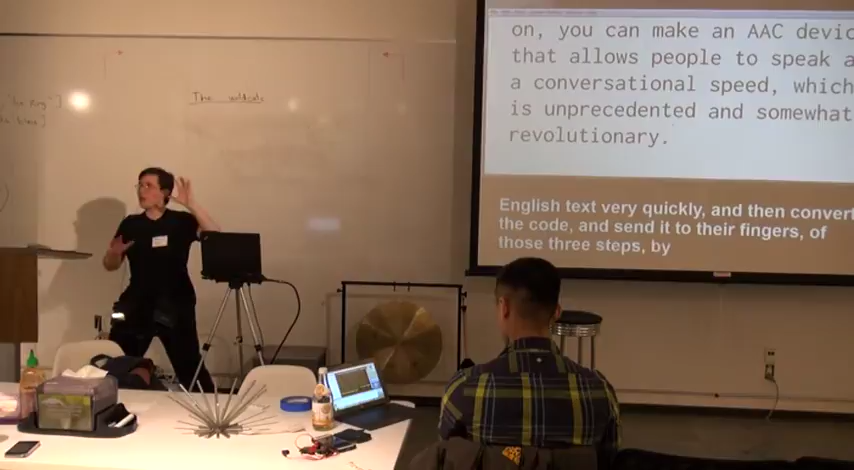 on, you can make an AAC devic
that allows people to speak a
a conversational speed, which
is unprecedented and somewhat
revolutionary.
English text very quickly, and then convert
the code, and send it to their fingers, of
those three steps, by
The wildcats